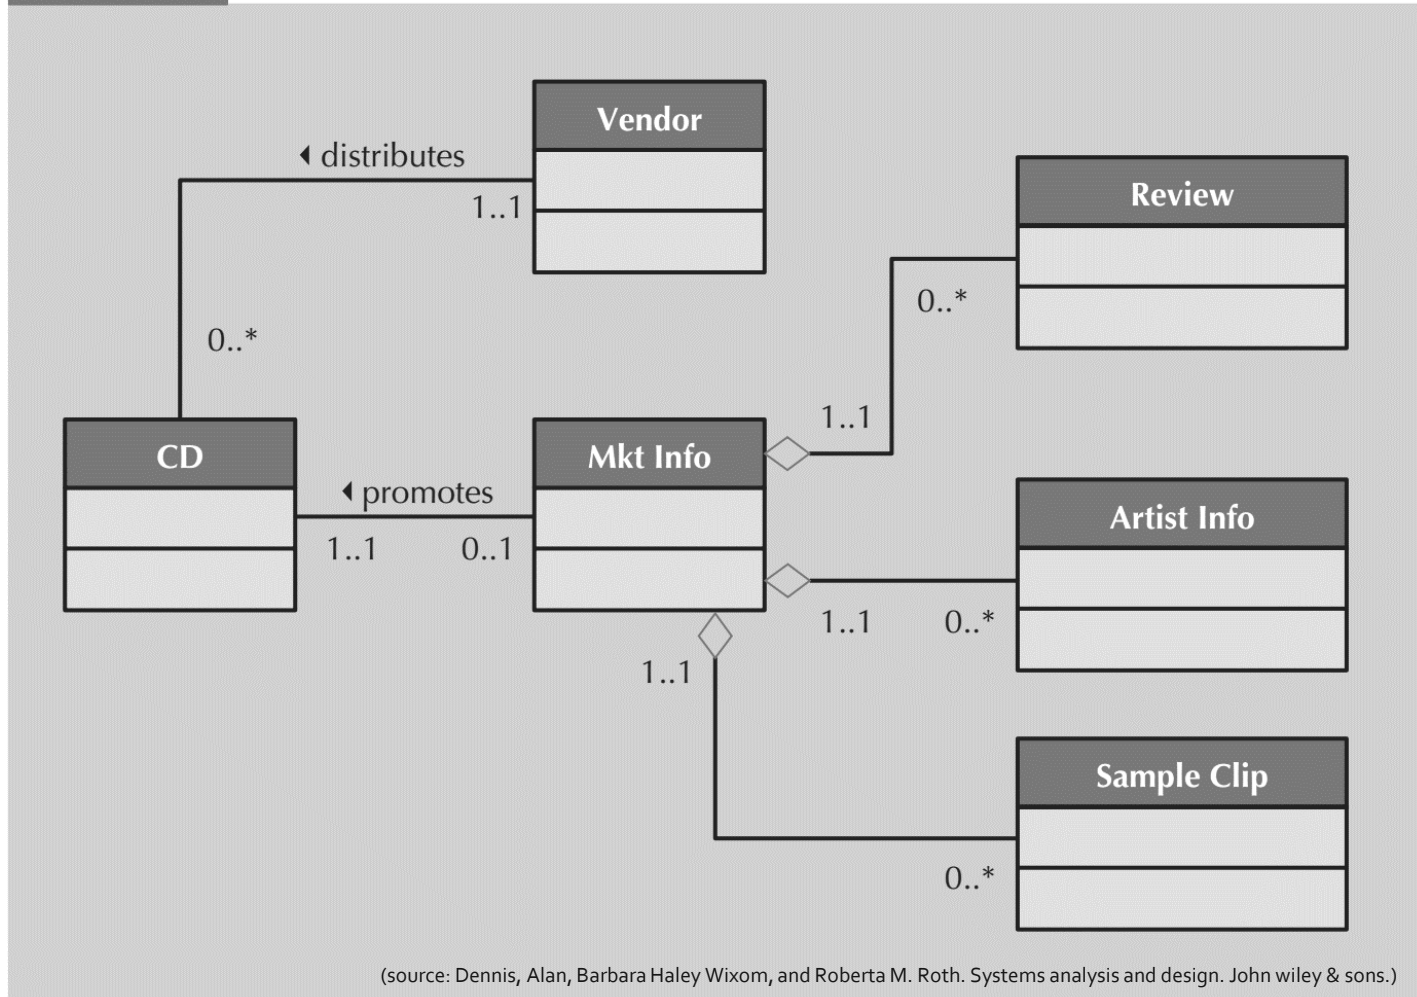 Vendor
◄ distributes
1..1
Review
0..*
0..*
1..1
CD
Mkt Info
◄ promotes
1..1
0..1
Artist Info
1..1
0..*
1..1
Sample Clip
0..*
(source: Dennis, Alan, Barbara Haley Wixom, and Roberta M. Roth. Systems analysis and design. John wiley & sons.)